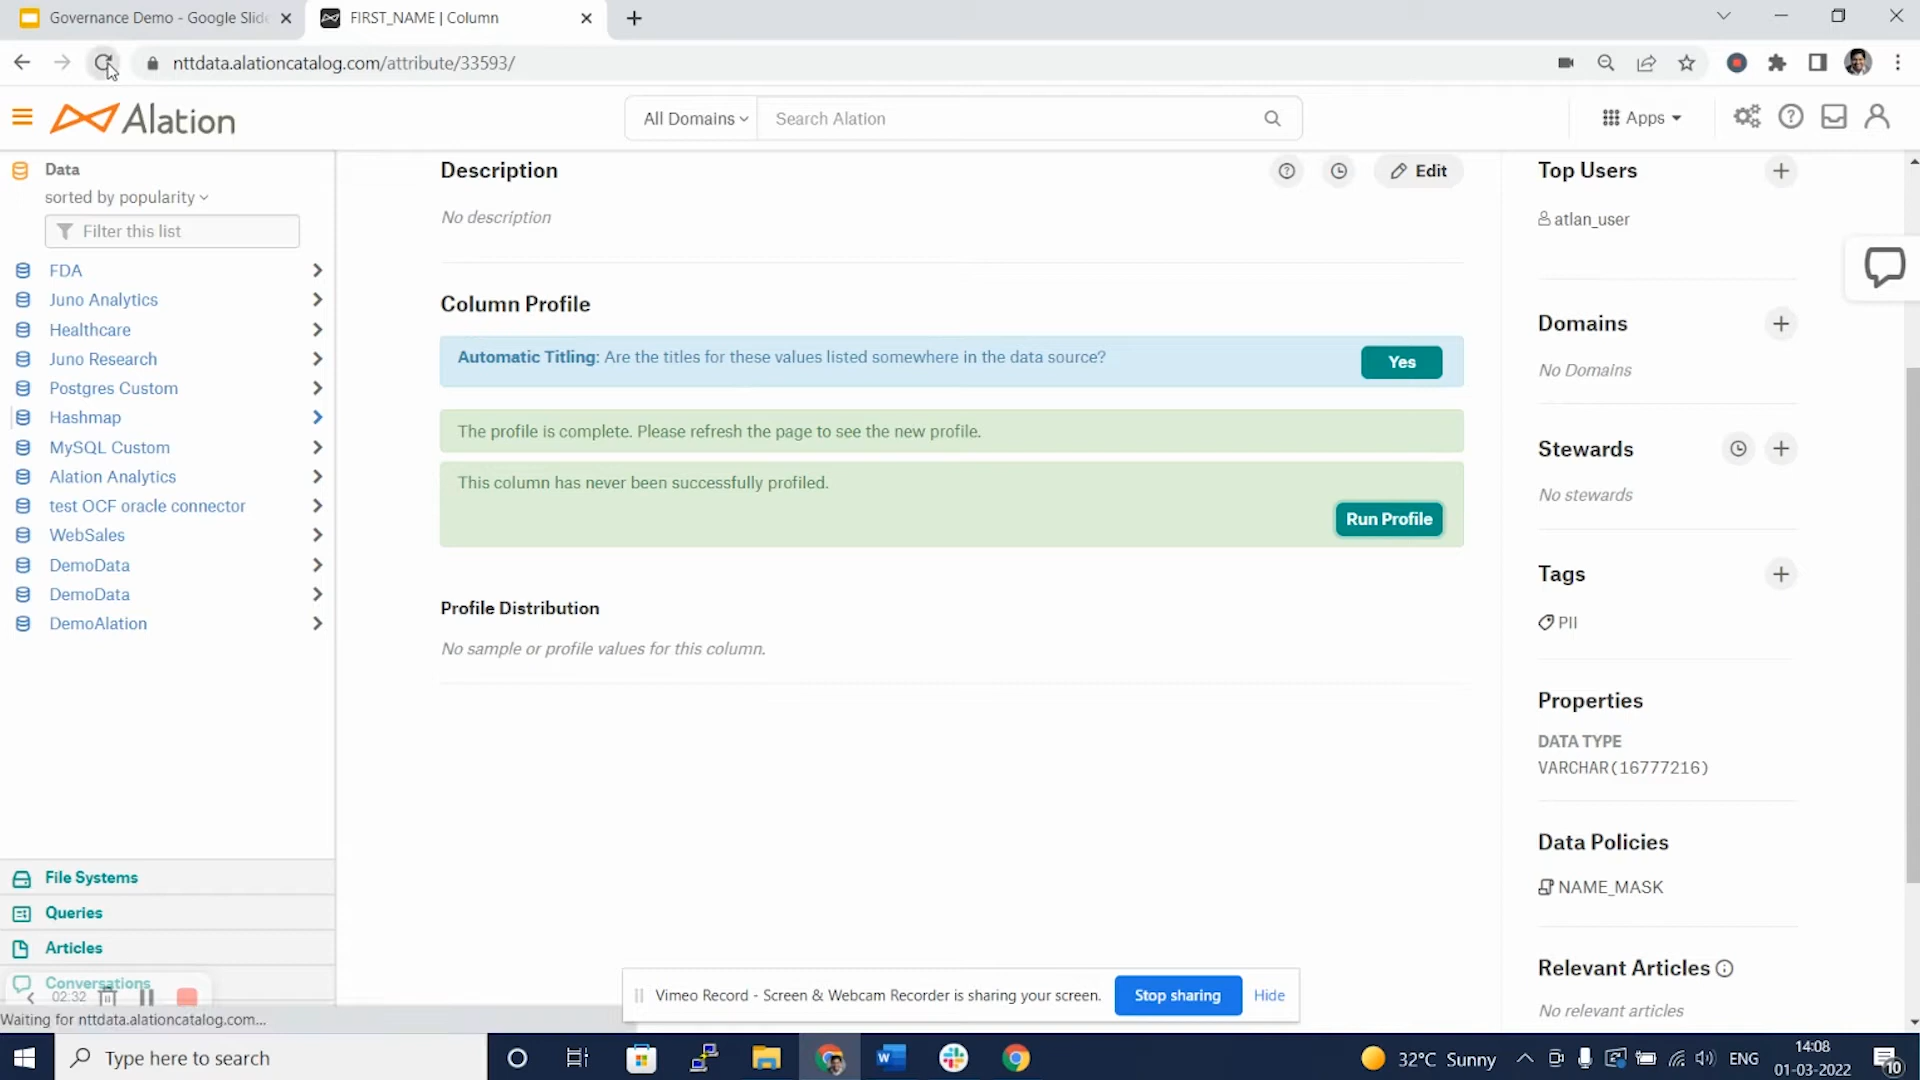 Governance Demo - Google Slide
FIRST_NAME | Column
nttdata.alationcatalog.com/attribute/33593/
Alation
All Domains
Search Alation
Apps
Data
sorted by popularity
Filter this list
FDA
Juno Analytics
Healthcare
Juno Research
Postgres Custom
Hashmap
MySQL Custom
Alation Analytics
test OCF oracle connector
WebSales
DemoData
DemoData
DemoAlation
File Systems
Queries
Articles
Conversations
02:32
Waiting for nttdata.alationcatalog.com...
Description
Edit
No description
Column Profile
Automatic Titling: Are the titles for these values listed somewhere in the data source?
Yes
The profile is complete. Please refresh the page to see the new profile.
This column has never been successfully profiled.
Run Profile
Profile Distribution
No sample or profile values for this column.
Top Users
atlan_user
Domains
No Domains
Stewards
No stewards
Tags
PII
Properties
DATA TYPE
VARCHAR(16777216)
Data Policies
NAME_MASK
Relevant Articles
No relevant articles
Vimeo Record - Screen & Webcam Recorder is sharing your screen.
Stop sharing
Hide
Type here to search
32°C Sunny
ENG
14:08
01-03-2022
10